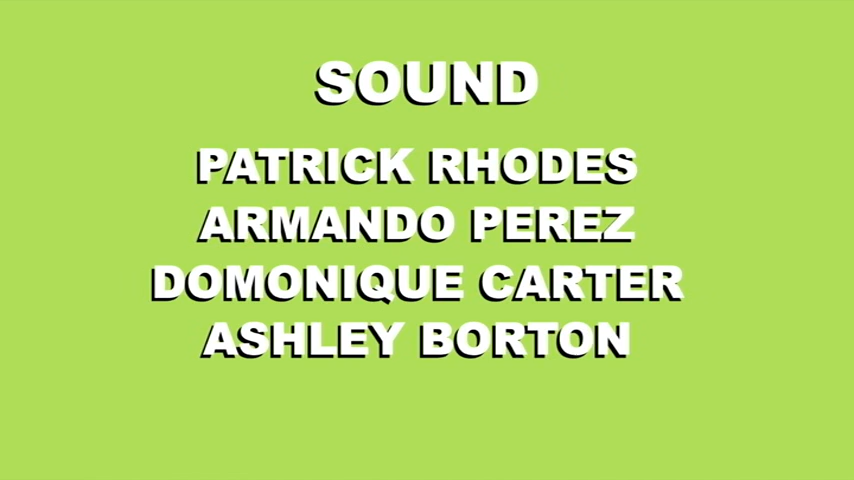 SOUND
PATRICK RHODES
ARMANDO PEREZ
DOMONIQUE CARTER
ASHLEY BORTON